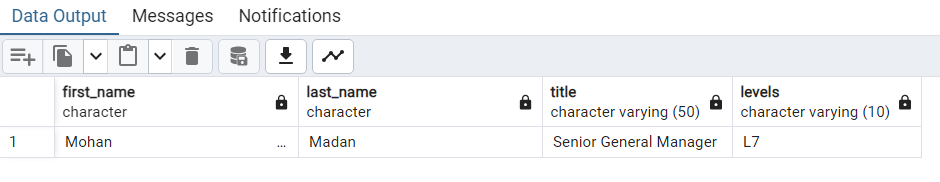 Data Output Messages Notifications
first_name last_name title levels
character character character varying (50) character varying (10)
1 Mohan ... Madan Senior General Manager L7